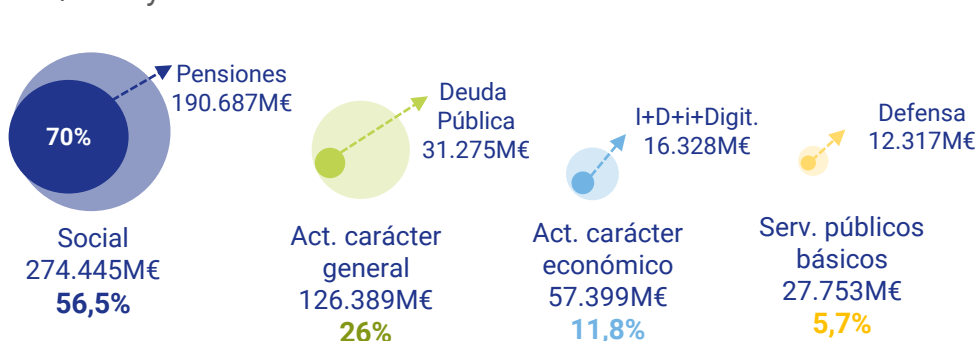 Pensiones
190.687M€
70%
Social
274.445M€
56,5%
Deuda
Pública
31.275M€
Act. carácter
general
126.389M€
26%
I+D+i+Digit.
16.328M€
Act. carácter
económico
57.399M€
11,8%
Defensa
12.317M€
Serv. públicos
básicos
27.753M€
5,7%